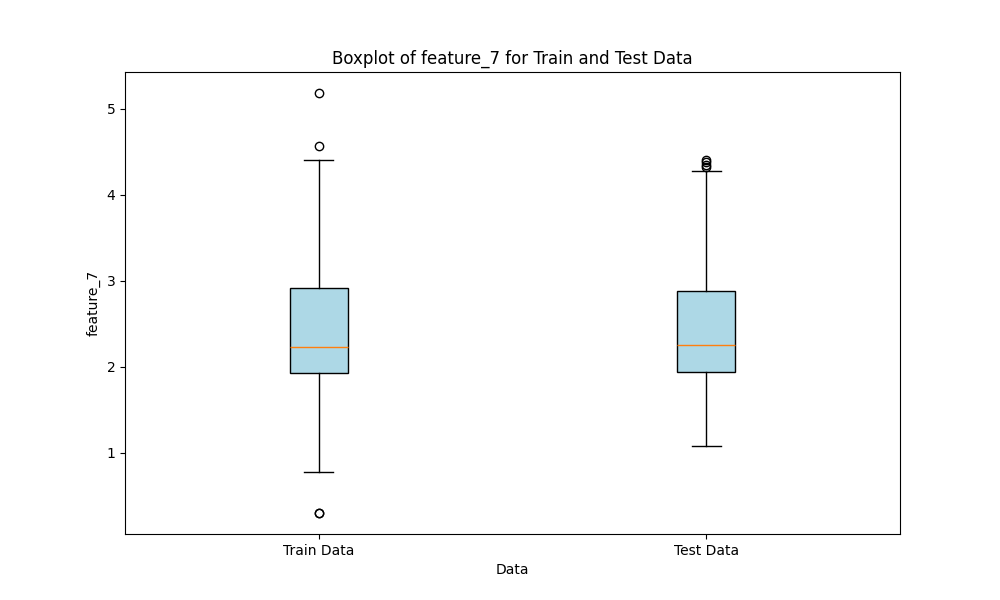 Boxplot of feature_7 for Train and Test Data
5
4
3
2
1
feature_7
Train Data
Test Data
Data